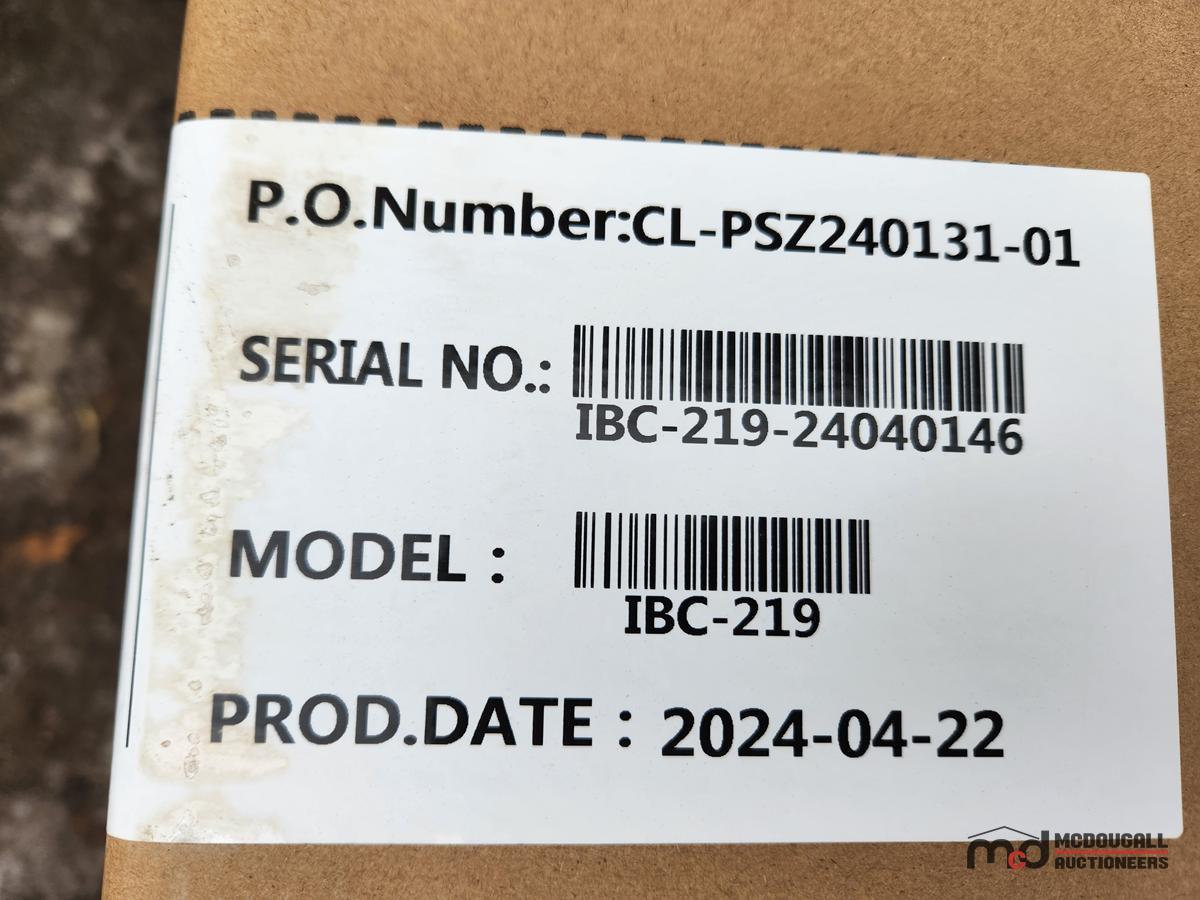 P.O.Number:CL-PSZ240131-01
SERIAL NO.:
IBC-219-24040146
MODEL :
IBC-219
PROD.DATE : 2024-04-22
mcd MCDOUGALL
AUCTIONEERS